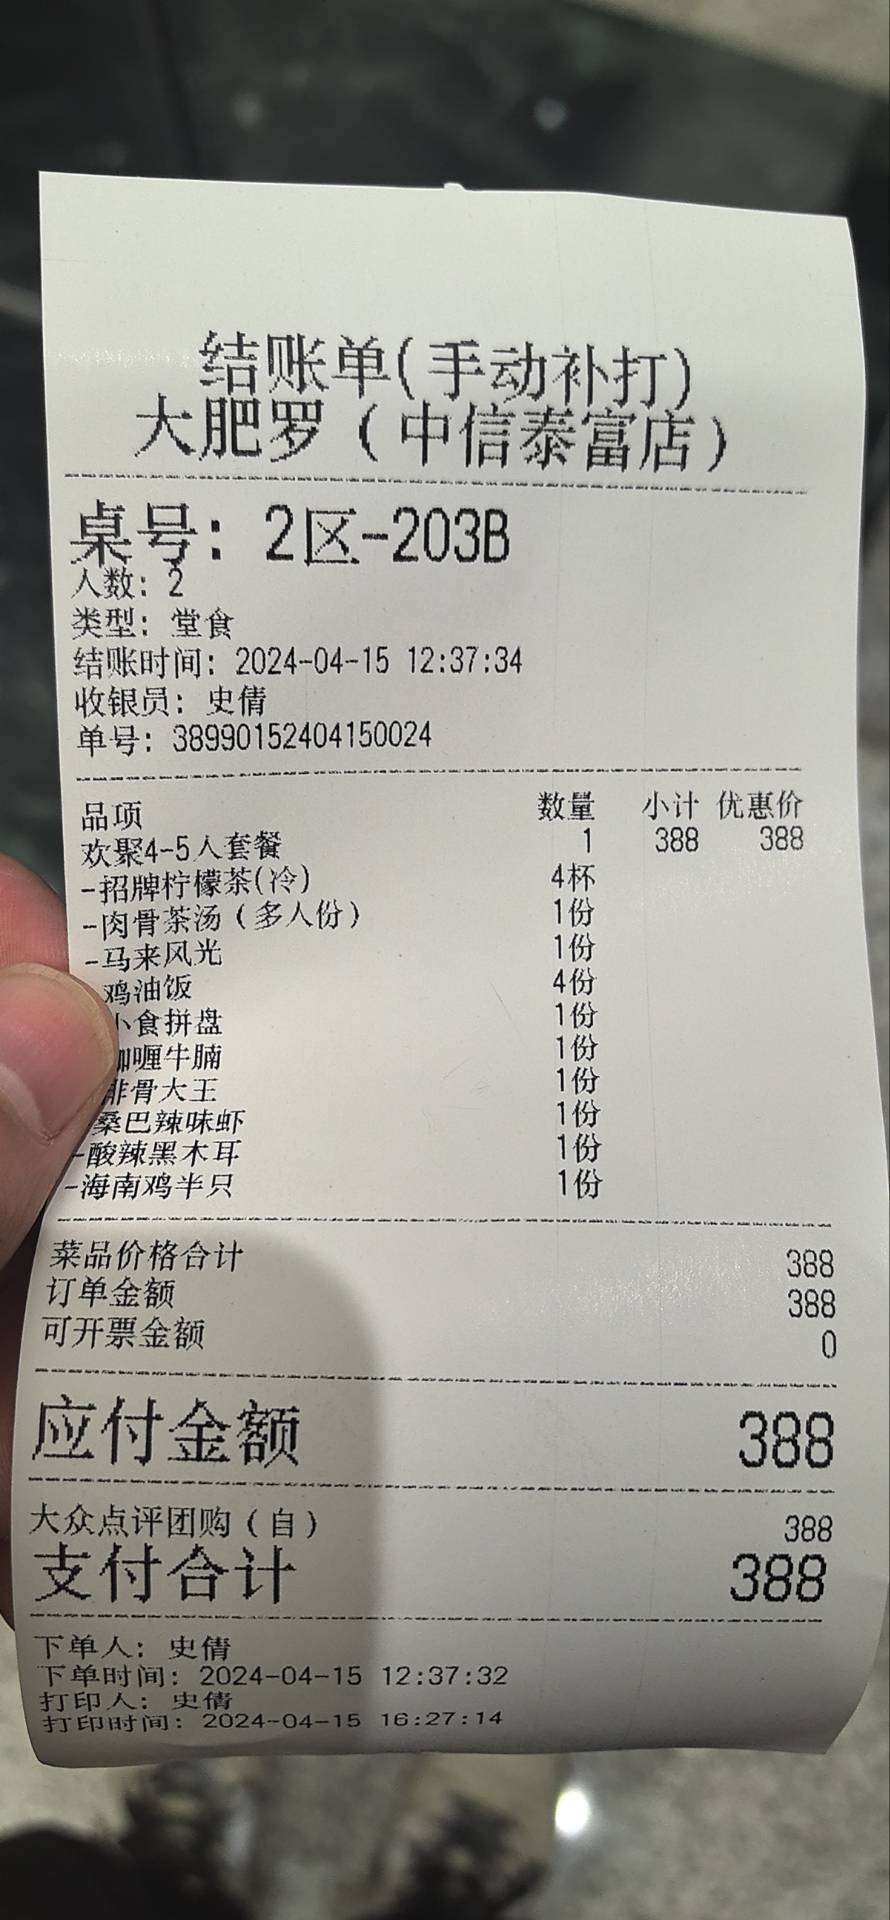 结账单(手动补打)
大肥罗（中信泰富店）
桌号: 2区-203B
人数: 2
类型: 堂食
结账时间: 2024-04-15 12:37:34
收银员: 史倩
单号: 38990152404150024
品项 数量 小计 优惠价
欢聚4-5人套餐 1 388 388
-招牌柠檬茶(冷) 4杯
-肉骨茶汤（多人份） 1份
-马来风光 1份
鸡油饭 4份
小食拼盘 1份
咖喱牛腩 1份
排骨大王 1份
桑巴辣味虾 1份
-酸辣黑木耳 1份
-海南鸡半只 1份
菜品价格合计 388
订单金额 388
可开票金额 0
应付金额 388
大众点评团购（自） 388
支付合计 388
下单人: 史倩
下单时间: 2024-04-15 12:37:32
打印人: 史倩
打印时间: 2024-04-15 16:27:14